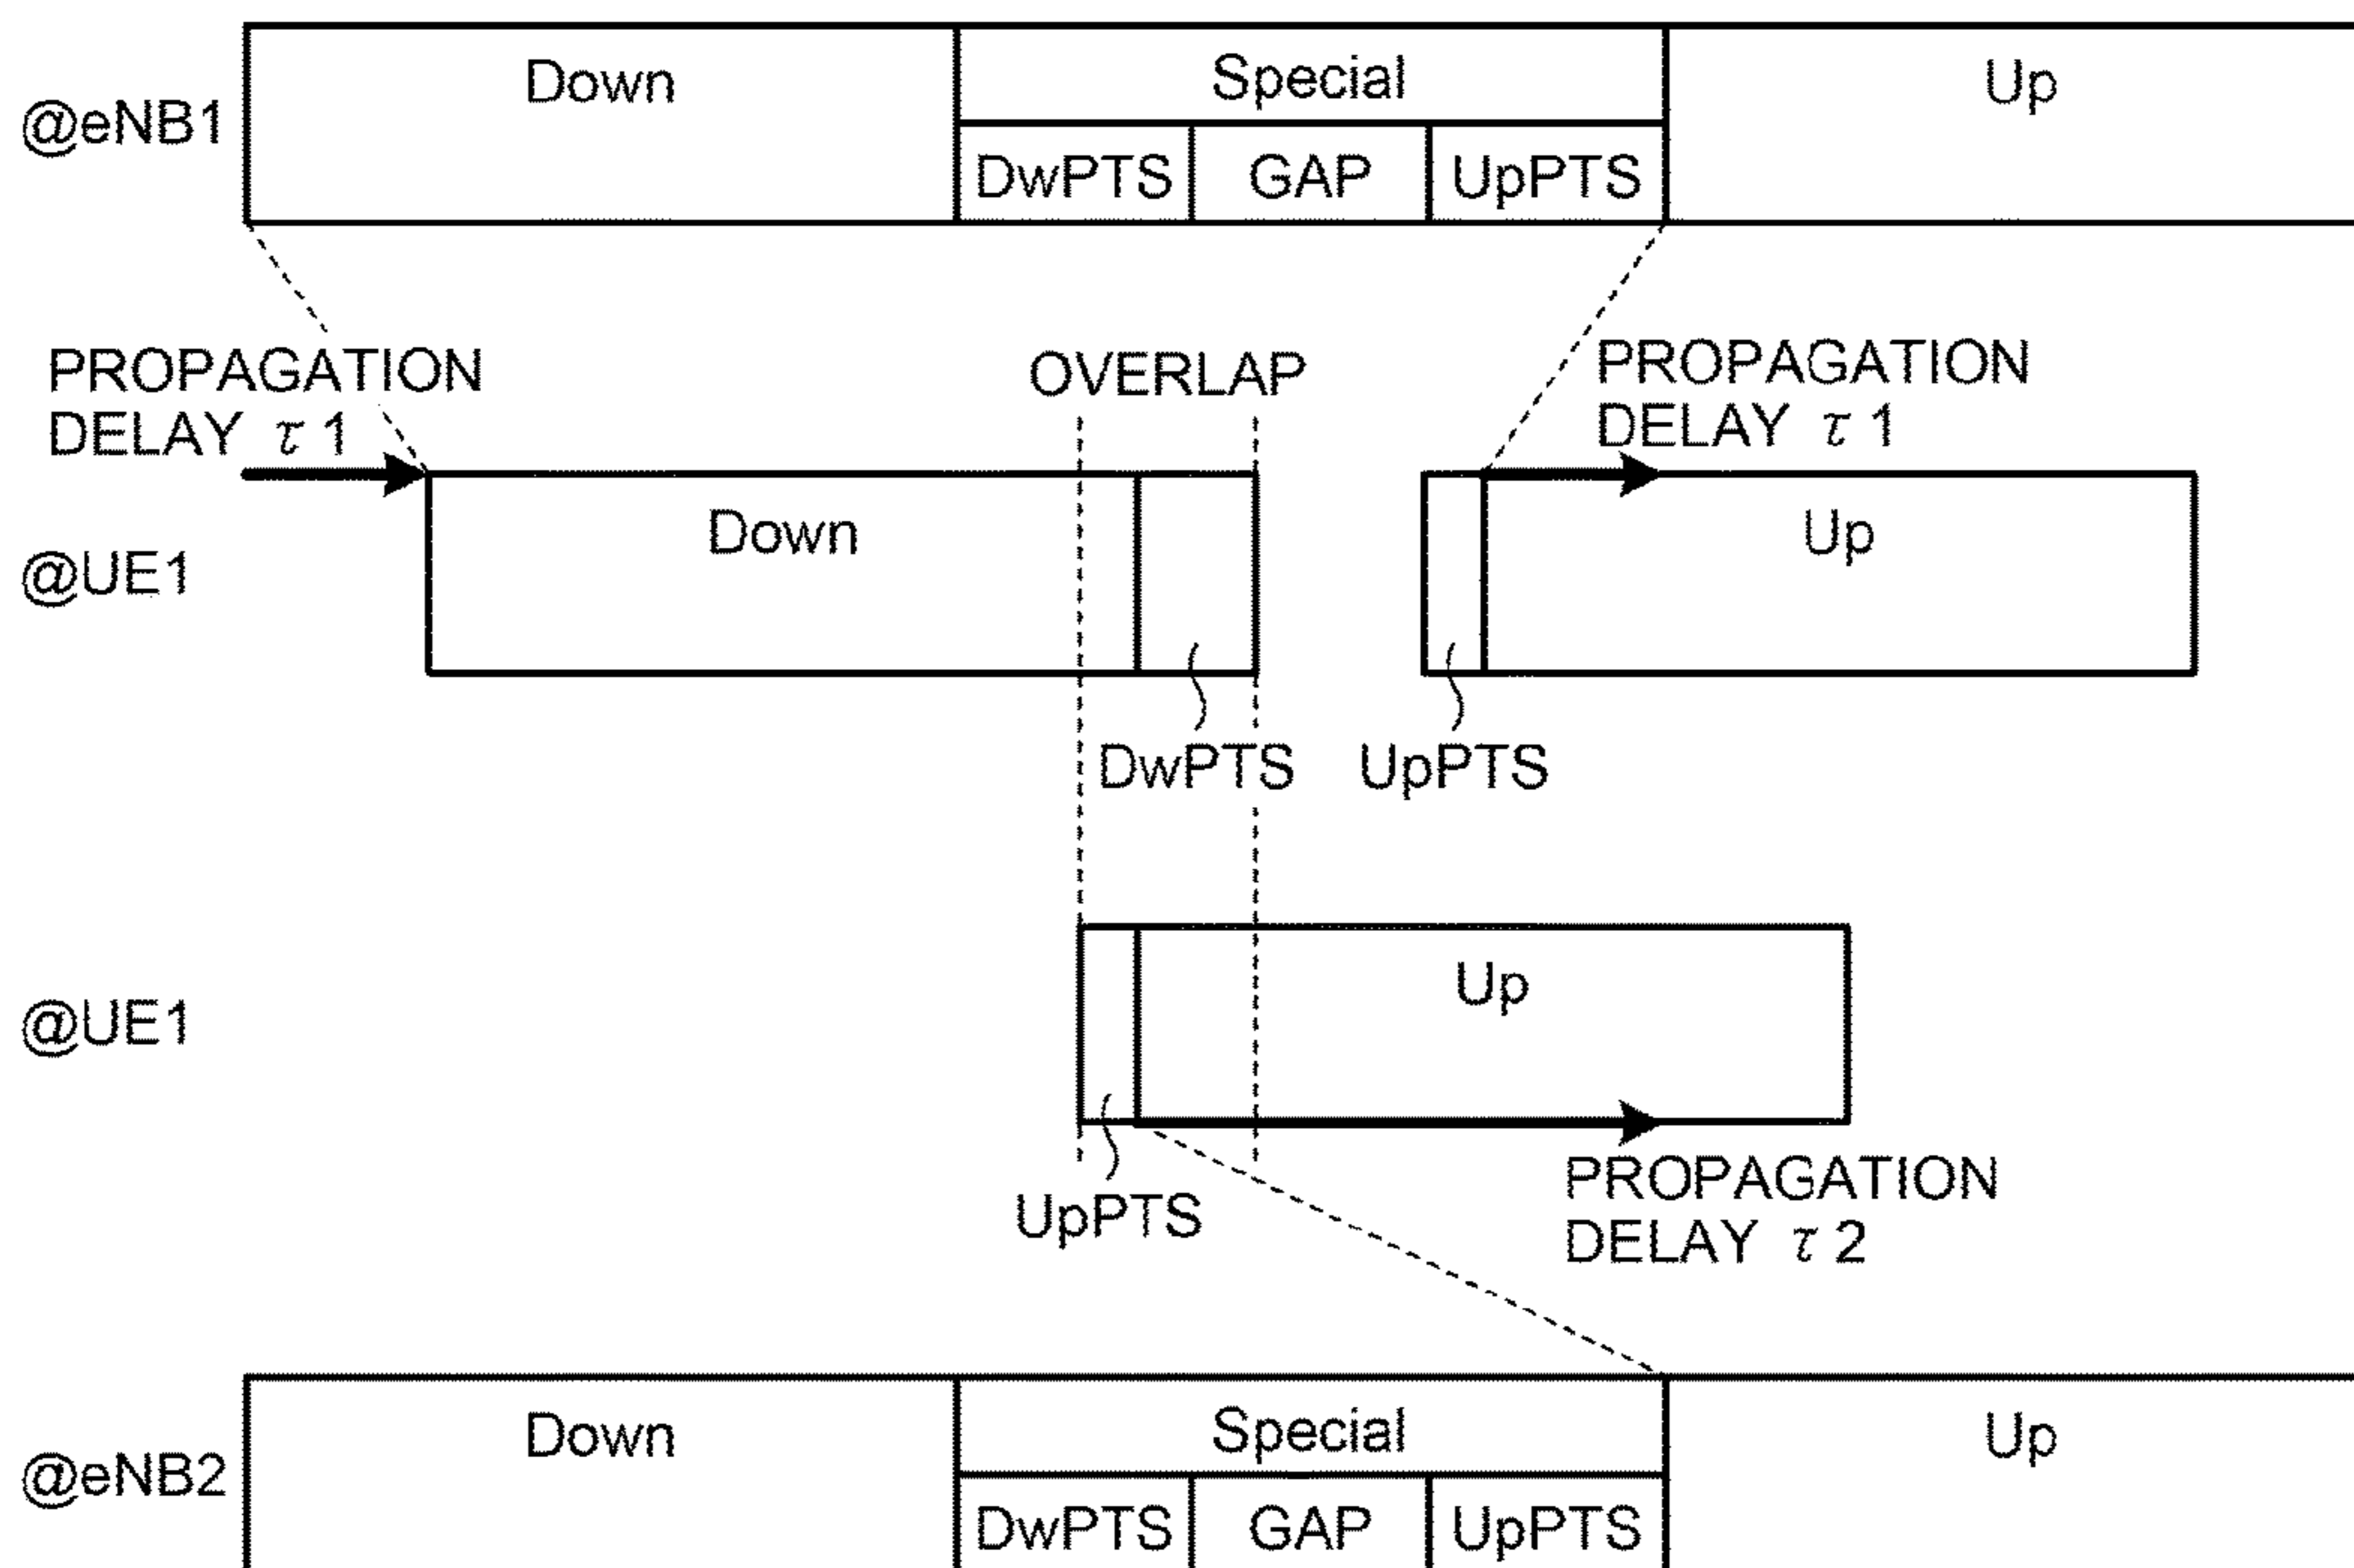 Down Special Up
@eNB1
DwPTS GAP UpPTS
PROPAGATION
DELAY τ1
OVERLAP
PROPAGATION
DELAY τ1
Down Up
@UE1
DwPTS UpPTS
Up
@UE1
UpPTS
PROPAGATION
DELAY τ2
Down Special Up
@eNB2
DwPTS GAP UpPTS